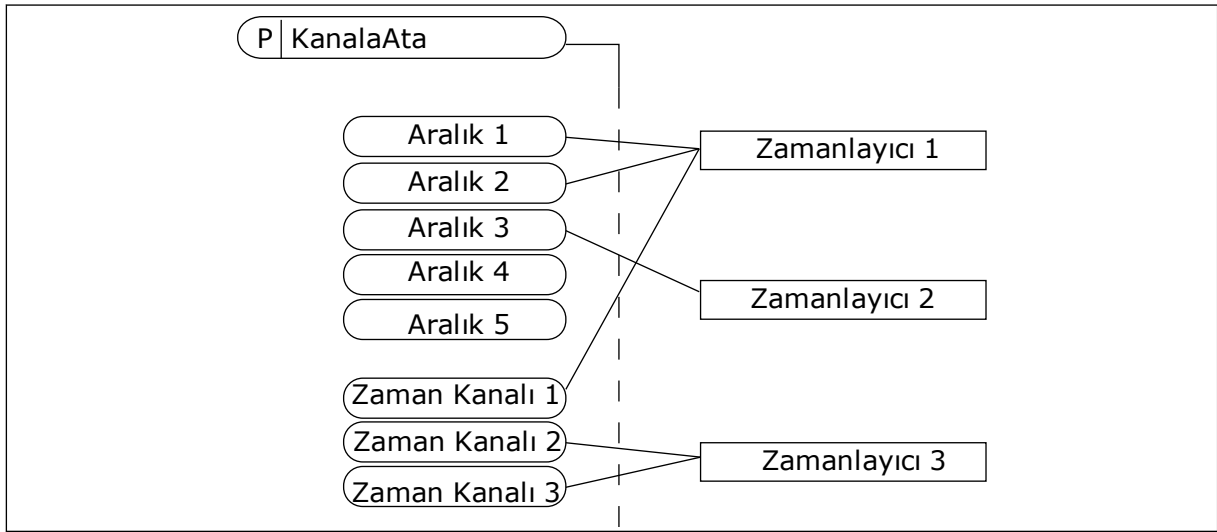 P KanalaAta
Aralık 1
Aralık 2
Aralık 3
Aralık 4
Aralık 5
Zaman Kanalı 1
Zaman Kanalı 2
Zaman Kanalı 3
Zamanlayıcı 1
Zamanlayıcı 2
Zamanlayıcı 3